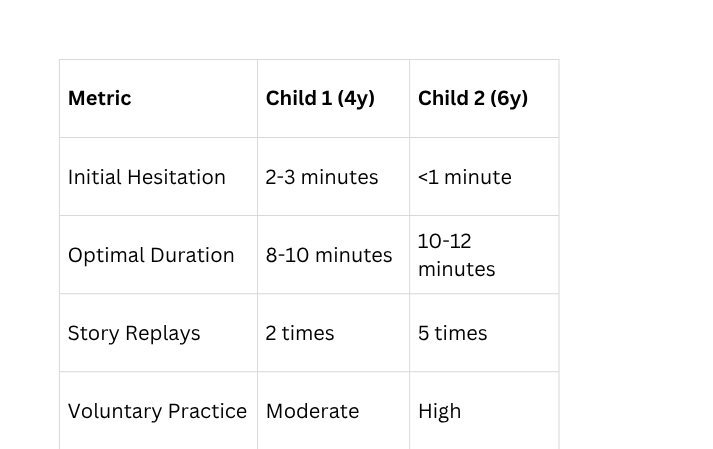 Metric Child 1 (4y) Child 2 (6y)
Initial Hesitation 2-3 minutes <1 minute
Optimal Duration 8-10 minutes 10-12
minutes
Story Replays 2 times 5 times
Voluntary Practice Moderate High